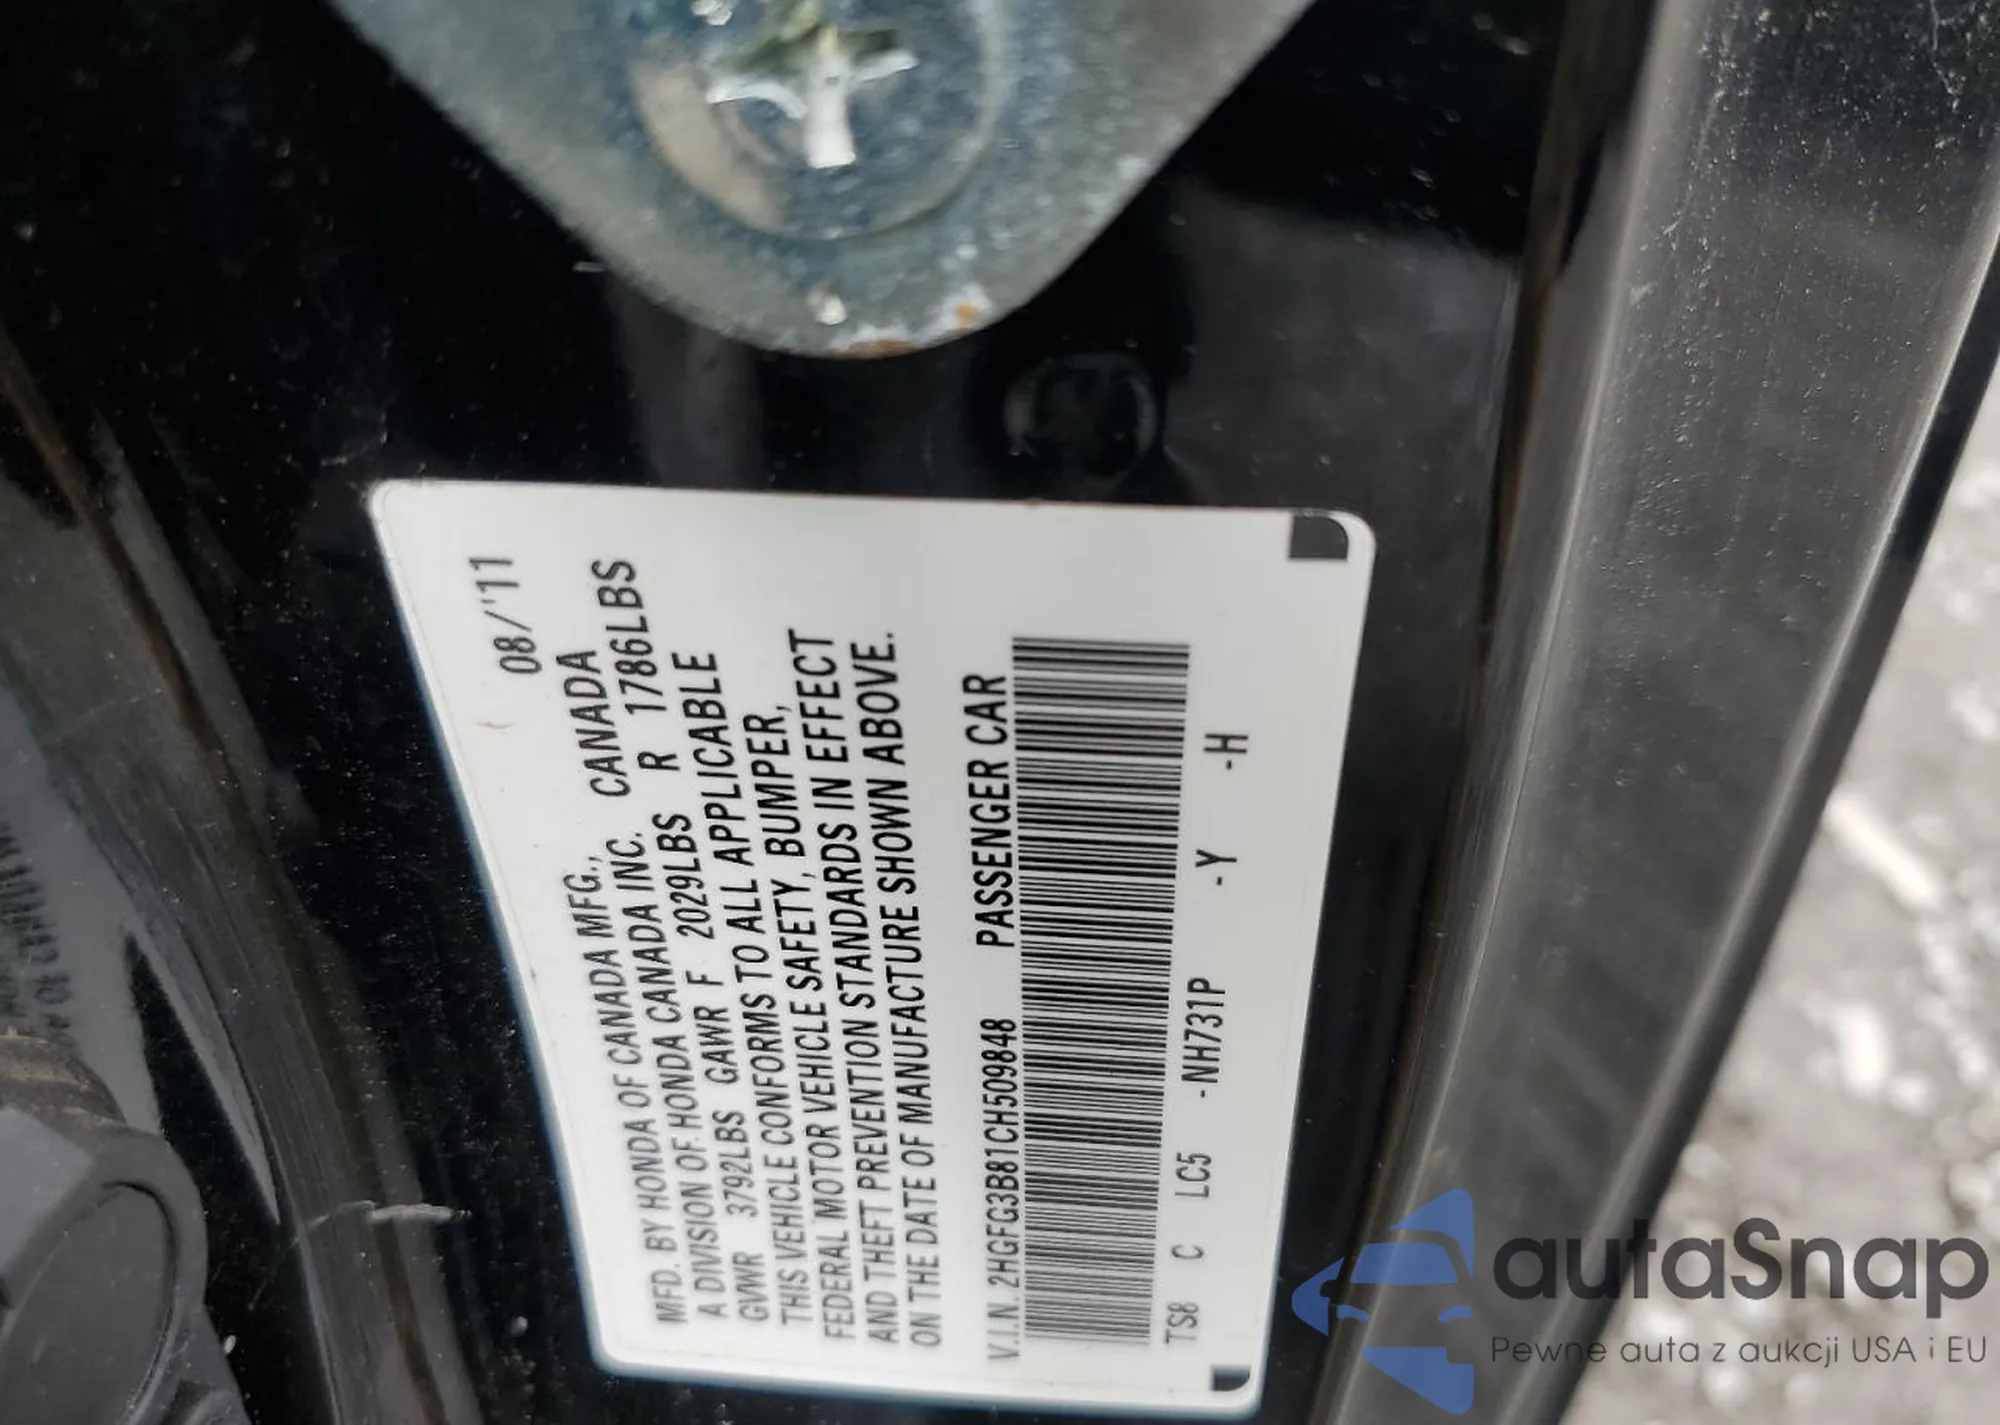 08/'11
MFD. BY HONDA OF CANADA MFG., CANADA
A DIVISION OF HONDA CANADA INC.
GVWR 3792LBS GAWR F 2029LBS R 1786LBS
THIS VEHICLE CONFORMS TO ALL APPLICABLE
FEDERAL MOTOR VEHICLE SAFETY, BUMPER,
AND THEFT PREVENTION STANDARDS IN EFFECT
ON THE DATE OF MANUFACTURE SHOWN ABOVE.
V.I.N. 2HGFG3B81CH509848 PASSENGER CAR
TS8 C LC5 -NH731P -Y -H
autaSnap
Pewne auta z aukcji USA i EU